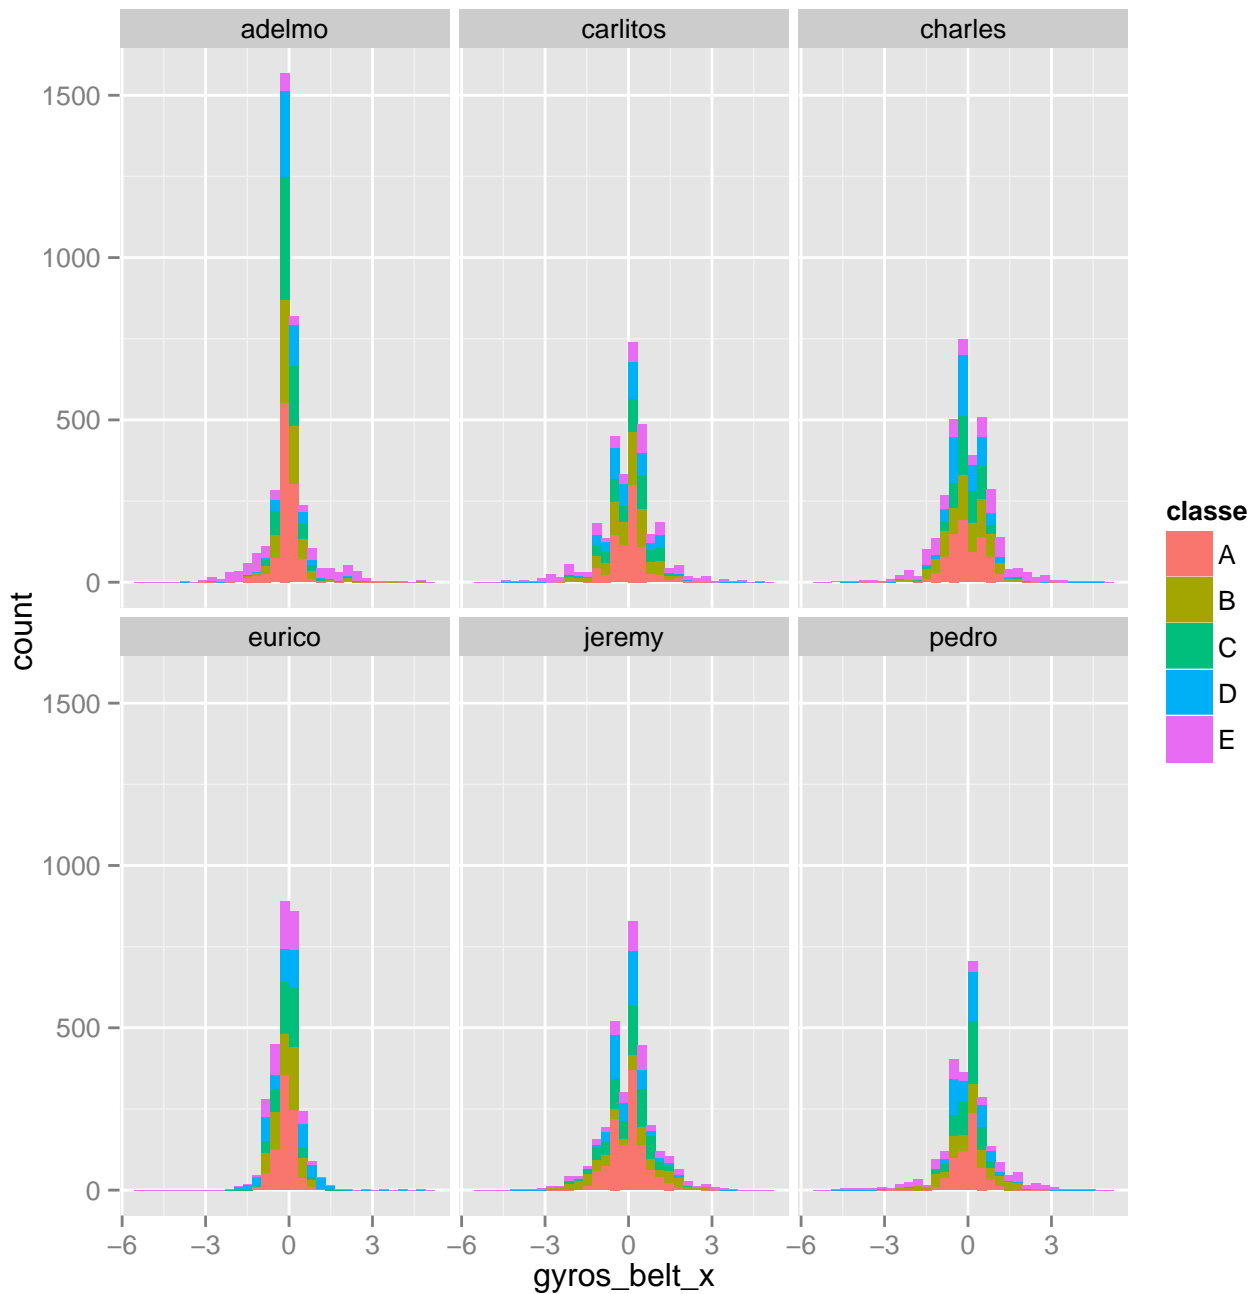 adelmo carlitos charles
1500
1000
500
0
eurico jeremy pedro
1500
1000
500
0
−6 −3 0 3 −6 −3 0 3 −6 −3 0 3
gyros_belt_x
count
classe
A
B
C
D
E